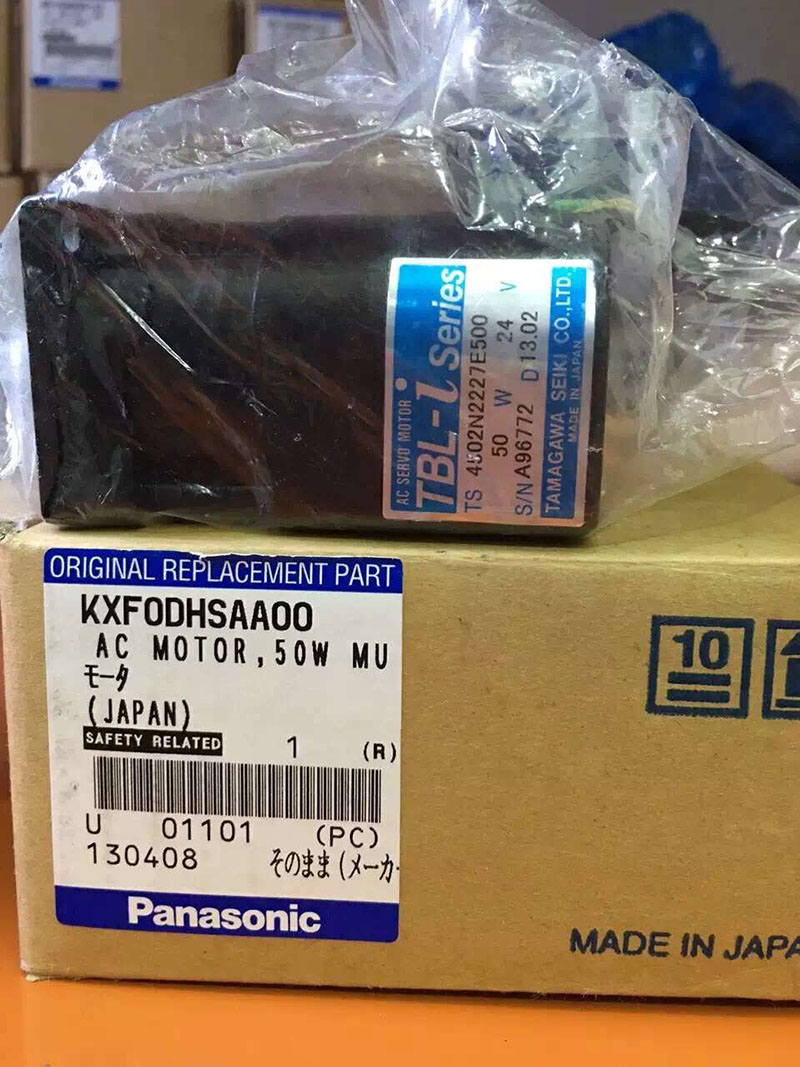 AC SERVO MOTOR
TBL-i Series
TS 4502N2227E500
50 W 24 V
S/N A96772 D 13.02
TAMAGAWA SEIKI CO.,LTD.
MADE IN JAPAN
ORIGINAL REPLACEMENT PART
KXF0DHSAA00
AC MOTOR,50W MU
モータ
(JAPAN)
SAFETY RELATED 1 (R)
U 01101 (PC)
130408 そのまま(メーカ
Panasonic
10
MADE IN JAPA